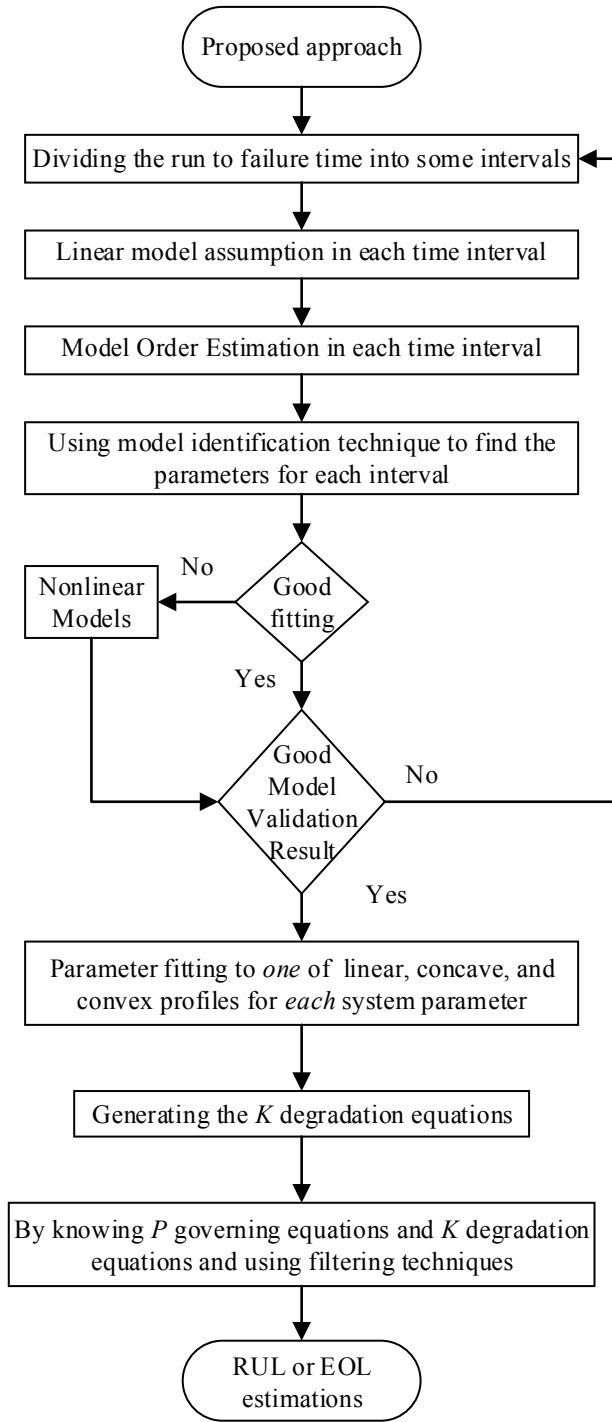 Proposed approach
Dividing the run to failure time into some intervals
Linear model assumption in each time interval
Model Order Estimation in each time interval
Using model identification technique to find the
parameters for each interval
No
Nonlinear
Models
Good
fitting
Yes
Good
Model
Validation
Result
No
Yes
Parameter fitting to one of linear, concave, and
convex profiles for each system parameter
Generating the K degradation equations
By knowing P governing equations and K degradation
equations and using filtering techniques
RUL or EOL
estimations